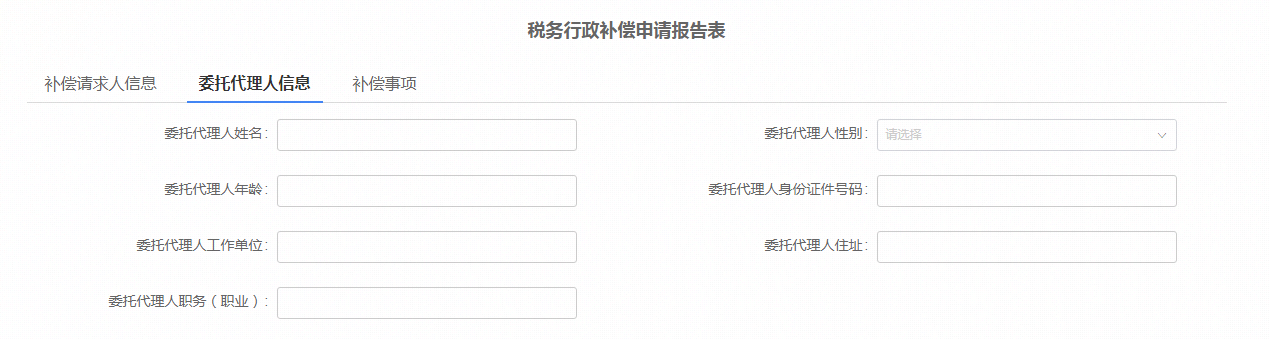 税务行政补偿申请报告表
补偿请求人信息 委托代理人信息 补偿事项
委托代理人姓名: 委托代理人性别: 请选择
委托代理人年龄: 委托代理人身份证件号码:
委托代理人工作单位: 委托代理人住址:
委托代理人职务（职业）: